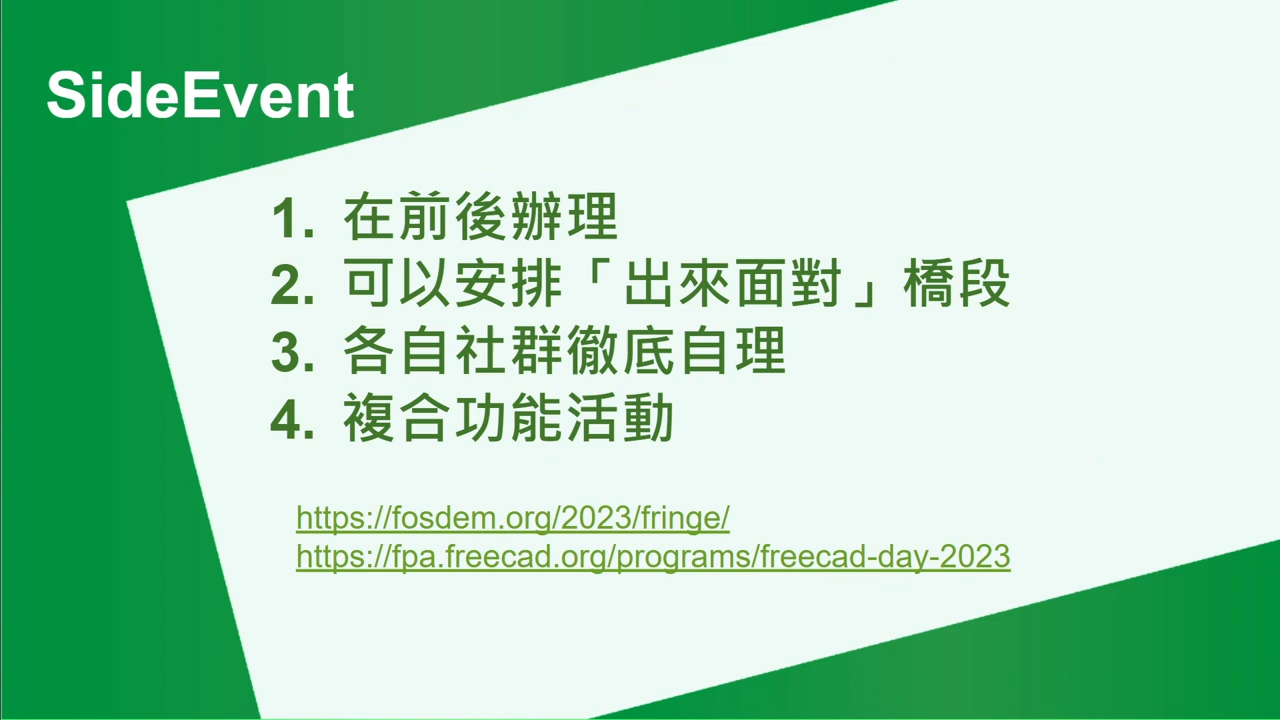 SideEvent
1. 在前後辦理
2. 可以安排「出來面對」橋段
3. 各自社群徹底自理
4. 複合功能活動
https://fosdem.org/2023/fringe/
https://fpa.freecad.org/programs/freecad-day-2023